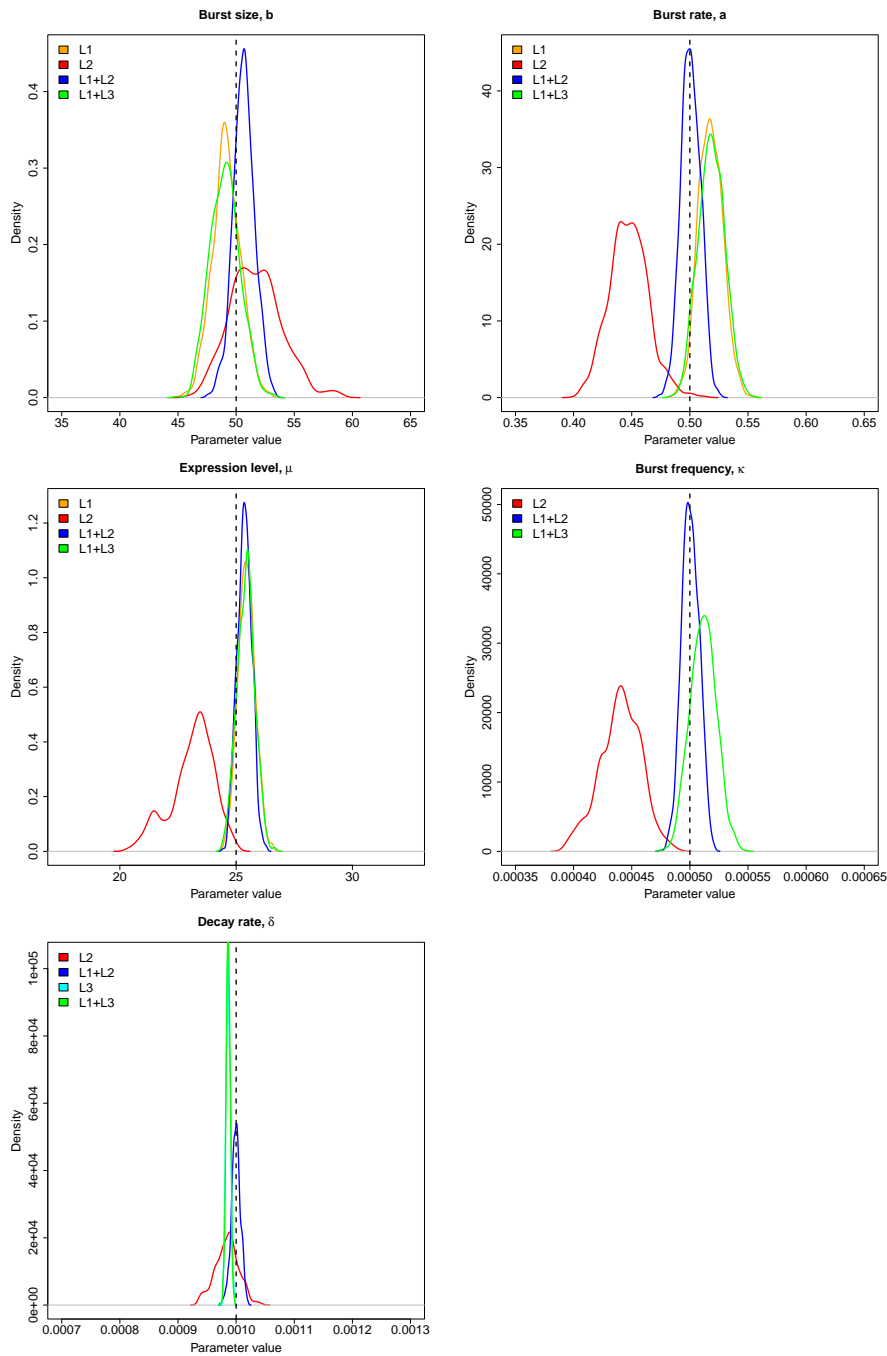 Burst size, b
L1
L2
L1+L2
L1+L3
Density
0.0
0.1
0.2
0.3
0.4
35 40 45 50 55 60 65
Parameter value
Burst rate, a
L1
L2
L1+L2
L1+L3
Density
0
10
20
30
40
0.35 0.40 0.45 0.50 0.55 0.60 0.65
Parameter value
Expression level, μ
L1
L2
L1+L2
L1+L3
Density
0.0
0.2
0.4
0.6
0.8
1.0
1.2
20 25 30
Parameter value
Burst frequency, κ
L2
L1+L2
L1+L3
Density
0
10000
20000
30000
40000
50000
0.00035 0.00040 0.00045 0.00050 0.00055 0.00060 0.00065
Parameter value
Decay rate, δ
L2
L1+L2
L3
L1+L3
Density
0e+00
2e+04
4e+04
6e+04
8e+04
1e+05
0.0007 0.0008 0.0009 0.0010 0.0011 0.0012 0.0013
Parameter value